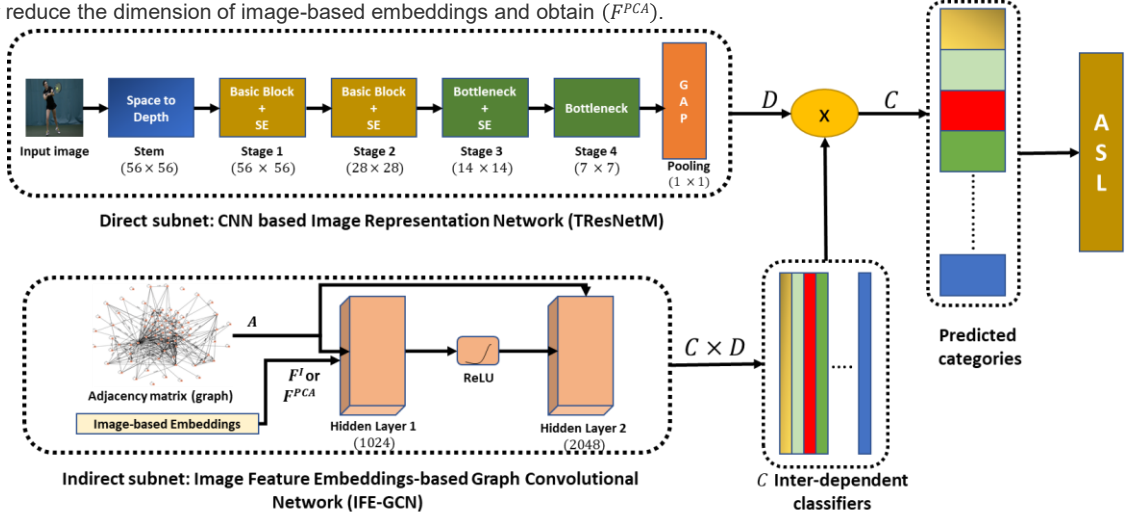 reduce the dimension of image-based embeddings and obtain (F^PCA).
Input image
Space to
Depth
Stem
(56 × 56)
Basic Block
+
SE
Stage 1
(56 × 56)
Basic Block
+
SE
Stage 2
(28 × 28)
Bottleneck
+
SE
Stage 3
(14 × 14)
Bottleneck
Stage 4
(7 × 7)
G
A
P
Pooling
(1 × 1)
D
X
C
A
S
L
Direct subnet: CNN based Image Representation Network (TResNetM)
Predicted
categories
A
Adjacency matrix (graph)
Image-based Embeddings
F^I or
F^PCA
Hidden Layer 1
(1024)
ReLU
Hidden Layer 2
(2048)
C × D
C Inter-dependent
classifiers
Indirect subnet: Image Feature Embeddings-based Graph Convolutional
Network (IFE-GCN)